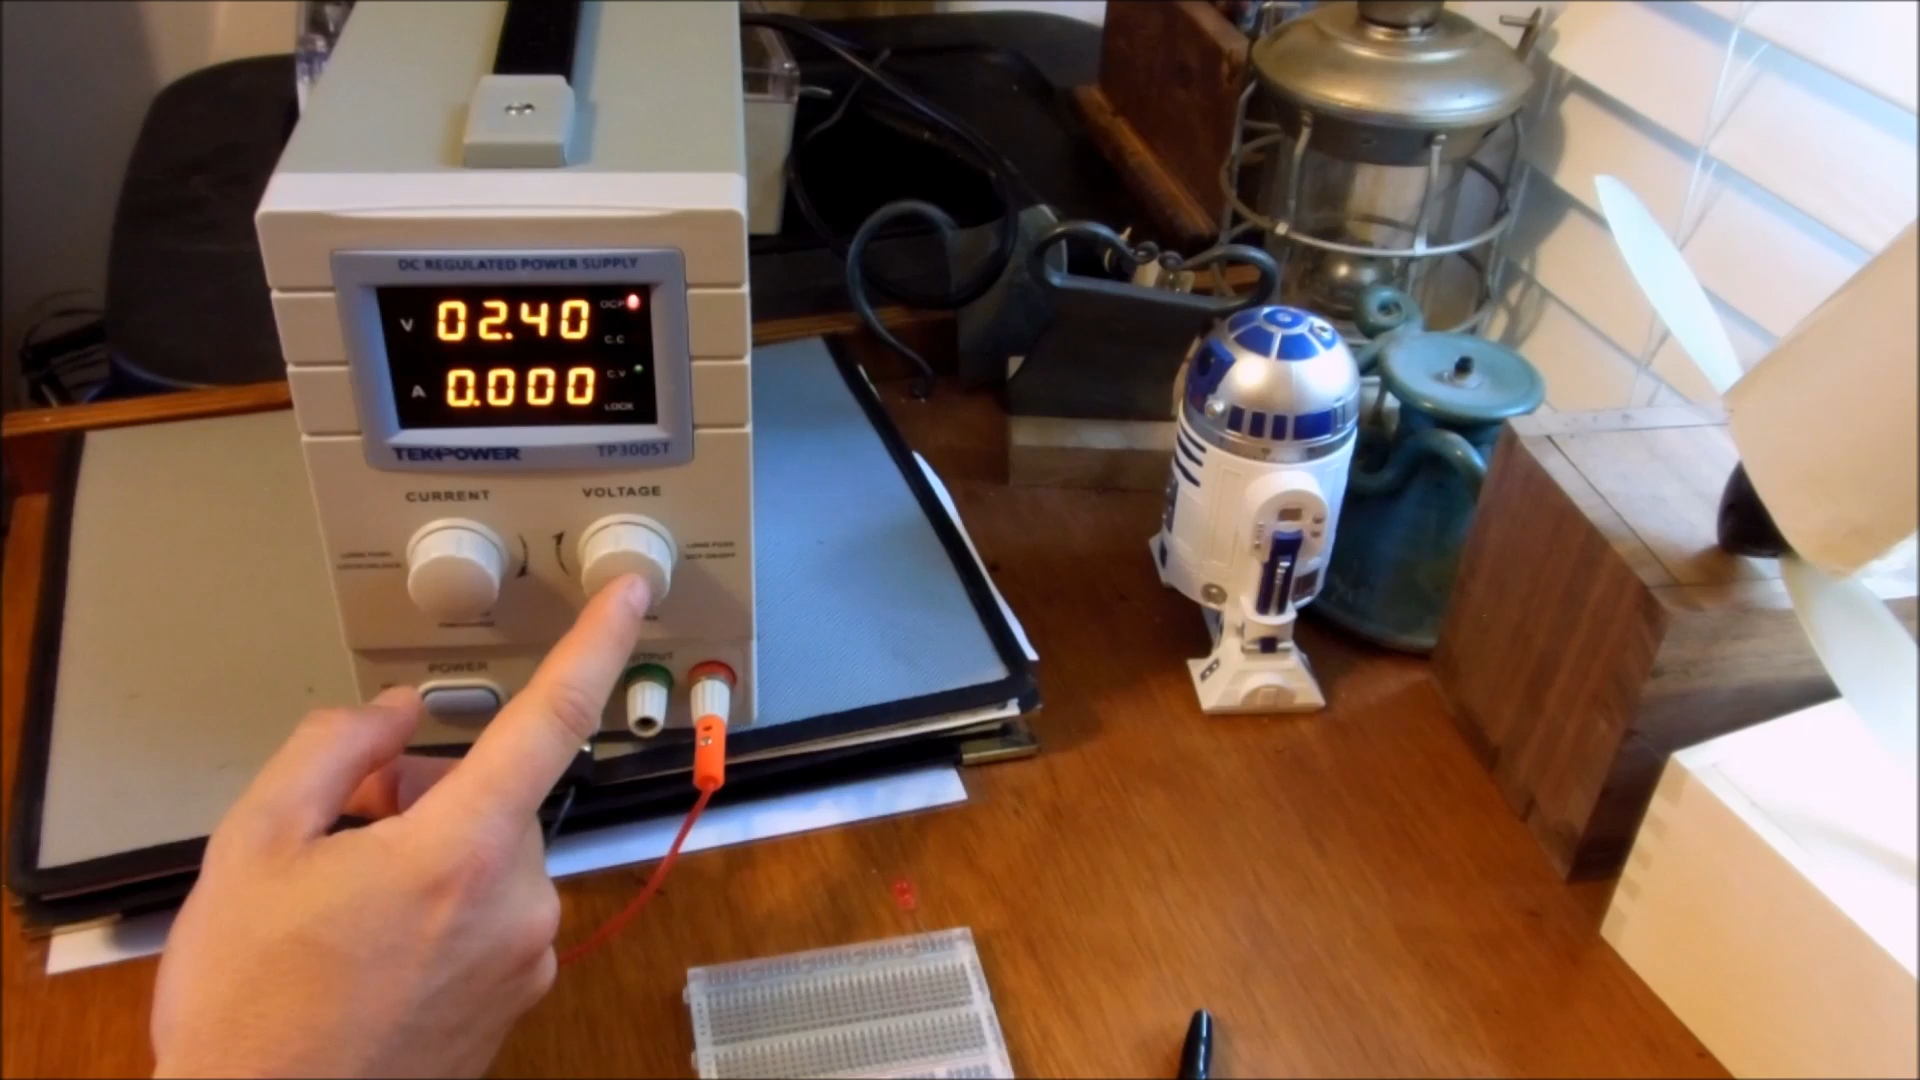 DC REGULATED POWER SUPPLY
V 02.40 OCP
C.C
A 0.000 C.V
LOCK
TEKPOWER TP3005T
CURRENT VOLTAGE
POWER